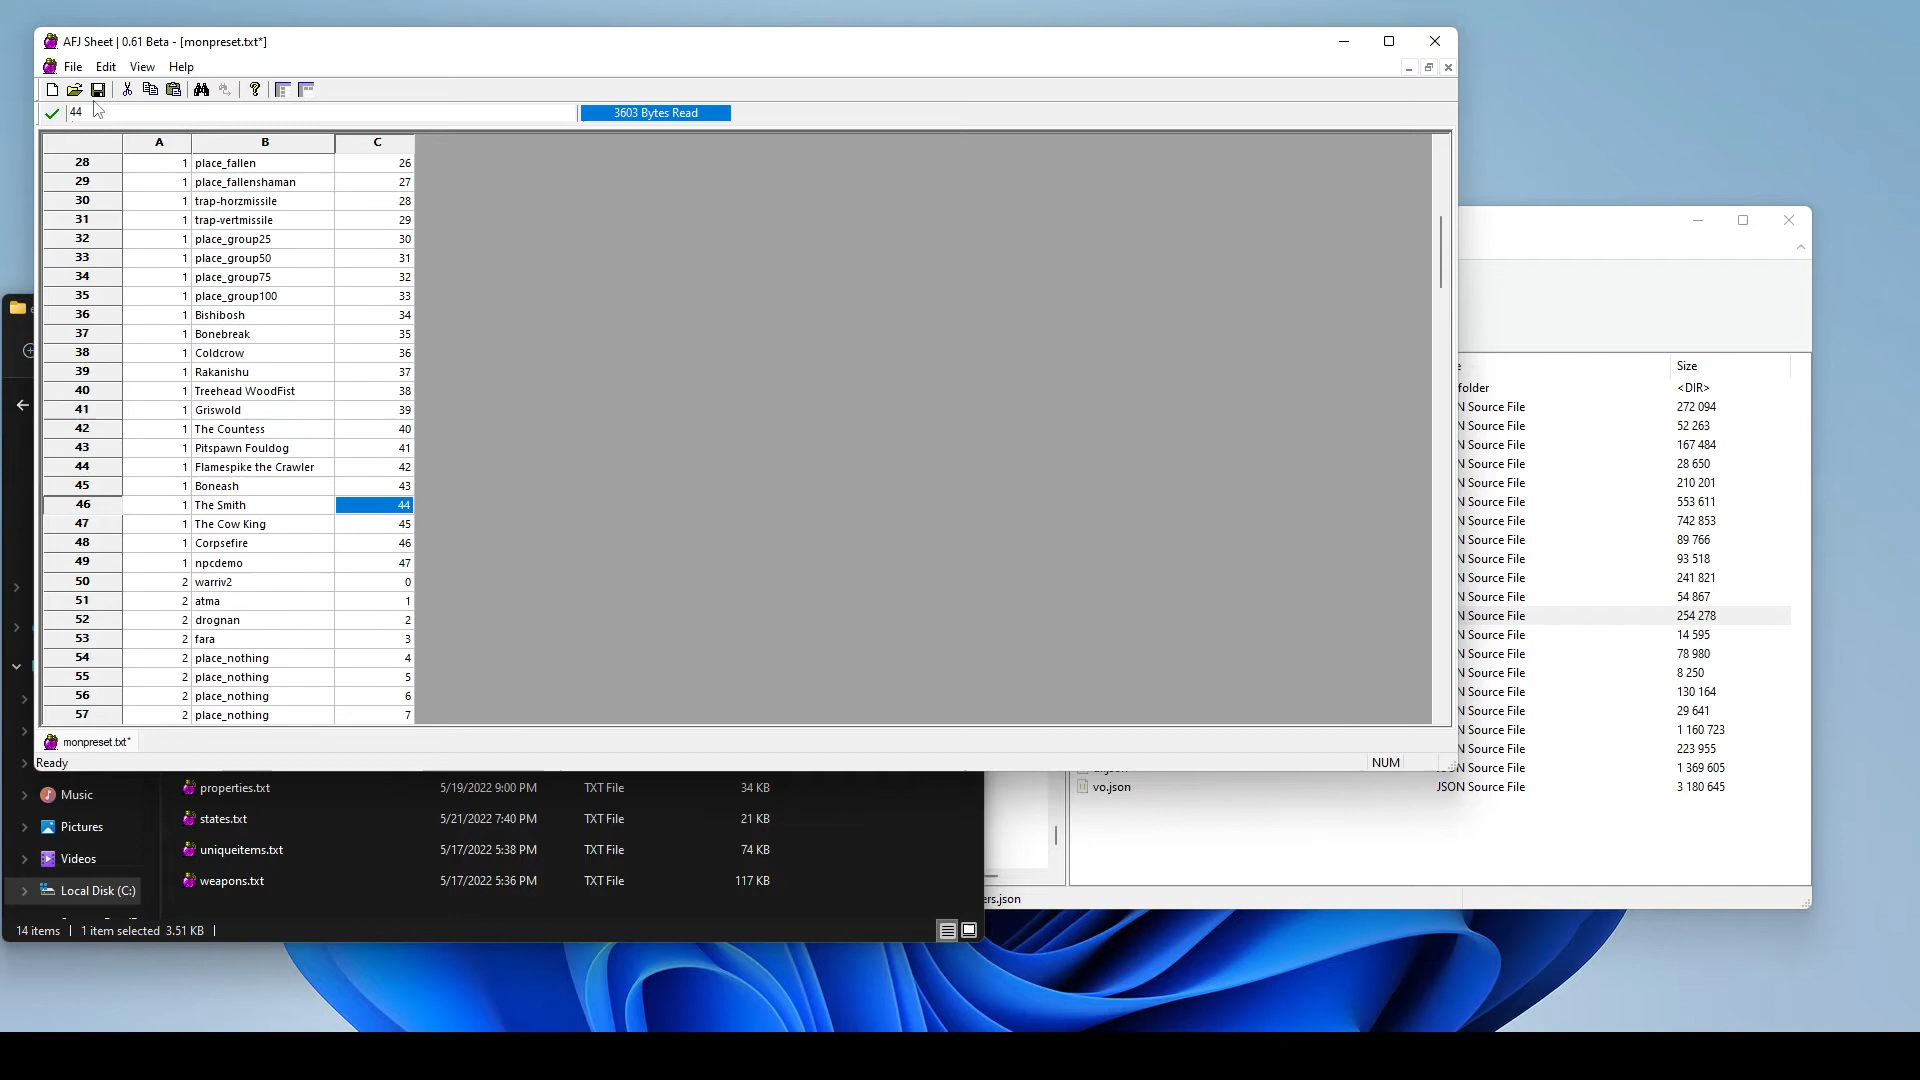 AFJ Sheet | 0.61 Beta - [monpreset.txt*]
File Edit View Help
44
3603 Bytes Read
A B C
28 1 place_fallen 26
29 1 place_fallenshaman 27
30 1 trap-horzmissile 28
31 1 trap-vertmissile 29
32 1 place_group25 30
33 1 place_group50 31
34 1 place_group75 32
35 1 place_group100 33
36 1 Bishibosh 34
37 1 Bonebreak 35
38 1 Coldcrow 36
39 1 Rakanishu 37
40 1 Treehead WoodFist 38
41 1 Griswold 39
42 1 The Countess 40
43 1 Pitspawn Fouldog 41
44 1 Flamespike the Crawler 42
45 1 Boneash 43
46 1 The Smith 44
47 1 The Cow King 45
48 1 Corpsefire 46
49 1 npcdemo 47
50 2 warriv2 0
51 2 atma 1
52 2 drognan 2
53 2 fara 3
54 2 place_nothing 4
55 2 place_nothing 5
56 2 place_nothing 6
57 2 place_nothing 7
monpreset.txt*
Ready NUM
Size
folder <DIR>
N Source File 272 094
N Source File 52 263
N Source File 167 484
N Source File 28 650
N Source File 210 201
N Source File 553 611
N Source File 742 853
N Source File 89 766
N Source File 93 518
N Source File 241 821
N Source File 54 867
N Source File 254 278
N Source File 14 595
N Source File 78 980
N Source File 8 250
N Source File 130 164
N Source File 29 641
N Source File 1 160 723
N Source File 223 955
Source File 1 369 605
vo.json JSON Source File 3 180 645
ers.json
Music
Pictures
Videos
Local Disk (C:)
properties.txt 5/19/2022 9:00 PM TXT File 34 KB
states.txt 5/21/2022 7:40 PM TXT File 21 KB
uniqueitems.txt 5/17/2022 5:38 PM TXT File 74 KB
weapons.txt 5/17/2022 5:36 PM TXT File 117 KB
14 items | 1 item selected 3.51 KB |